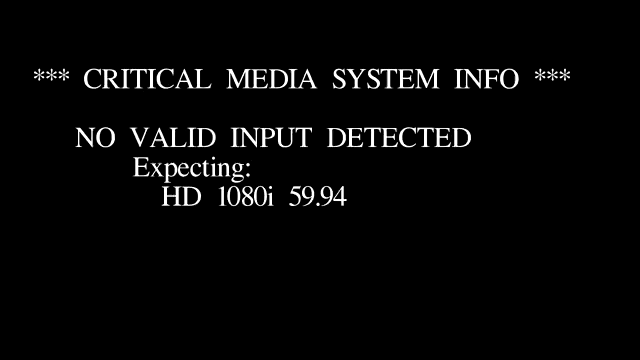 *** CRITICAL MEDIA SYSTEM INFO ***
NO VALID INPUT DETECTED
Expecting:
HD 1080i 59.94